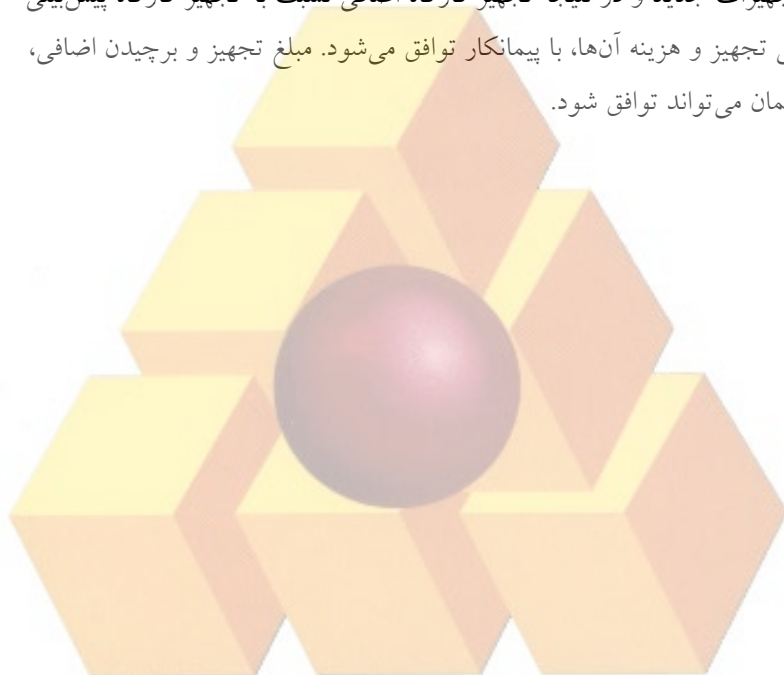 جدید و در نتیجه تجهیز کارگاه اضافی نسبت به تجهیز کارگاه پیش‌بینی
تجهیز و هزینه آن‌ها، با پیمانکار توافق می‌شود. مبلغ تجهیز و برچیدن اضافی،
می‌تواند توافق شود.